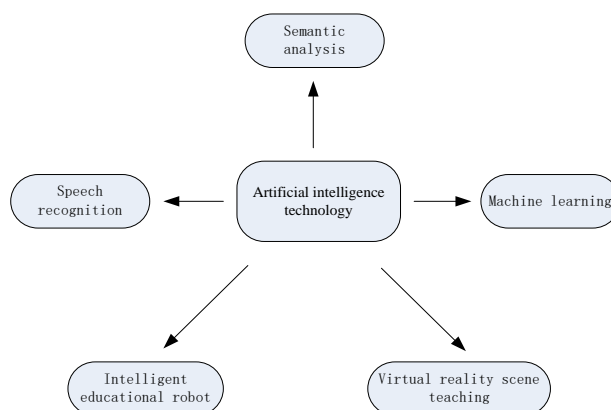 Semantic
analysis
Speech
recognition
Artificial intelligence
technology
Machine learning
Intelligent
educational robot
Virtual reality scene
teaching